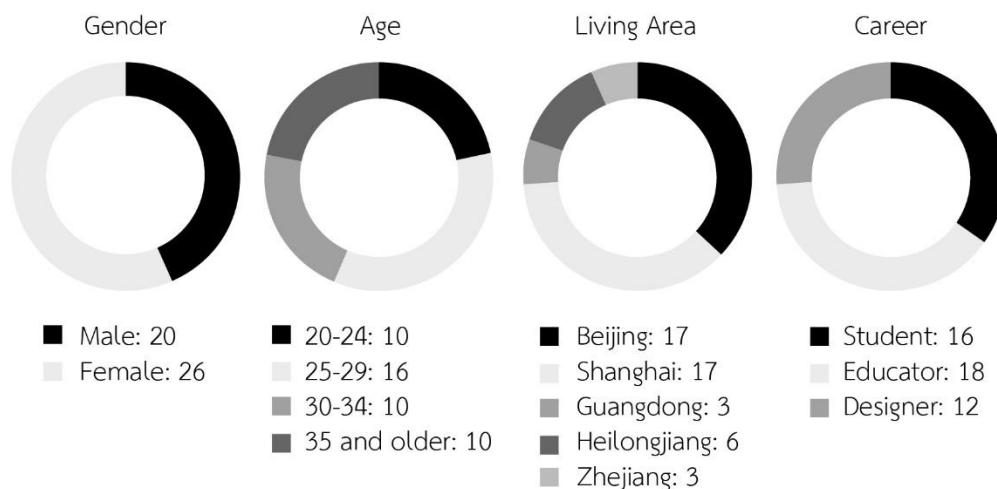 Gender
Male: 20
Female: 26
Age
20-24: 10
25-29: 16
30-34: 10
35 and older: 10
Living Area
Beijing: 17
Shanghai: 17
Guangdong: 3
Heilongjiang: 6
Zhejiang: 3
Career
Student: 16
Educator: 18
Designer: 12